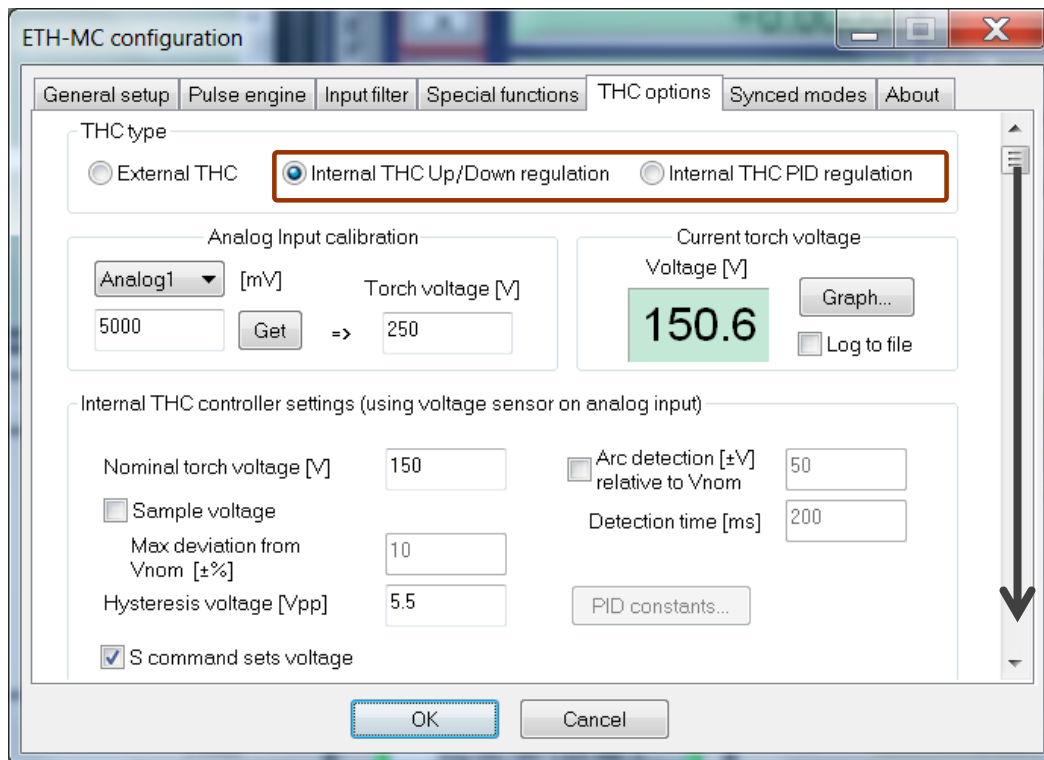 ETH-MC configuration
General setup Pulse engine Input filter Special functions THC options Synced modes About
THC type
External THC Internal THC Up/Down regulation Internal THC PID regulation
Analog Input calibration
Analog1 [mV] Torch voltage [V]
5000 Get => 250
Current torch voltage
Voltage [V]
150.6
Graph...
Log to file
Internal THC controller settings (using voltage sensor on analog input)
Nominal torch voltage [V] 150
Sample voltage
Max deviation from
Vnom [±%] 10
Hysteresis voltage [Vpp] 5.5
S command sets voltage
Arc detection [±V]
relative to Vnom 50
Detection time [ms] 200
PID constants...
OK Cancel